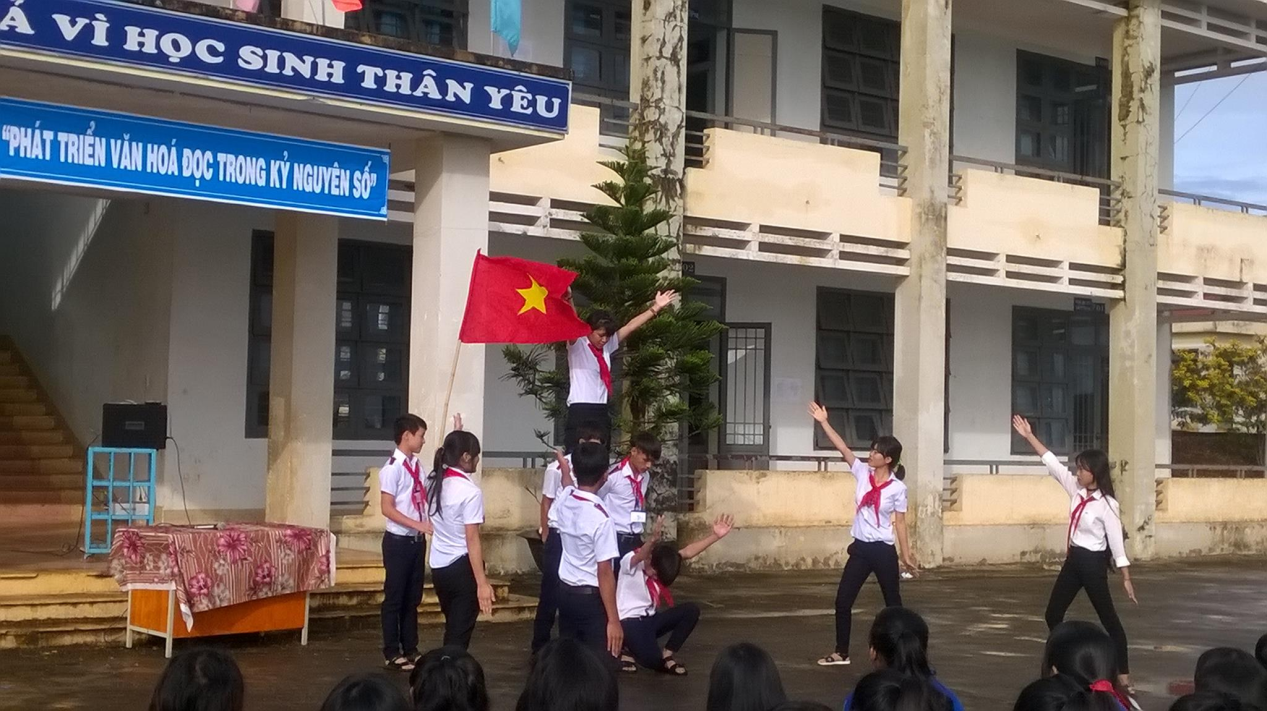 Ả VÌ HỌC SINH THÂN YÊU
“PHÁT TRIỂN VĂN HOÁ ĐỌC TRONG KỶ NGUYÊN SỐ”